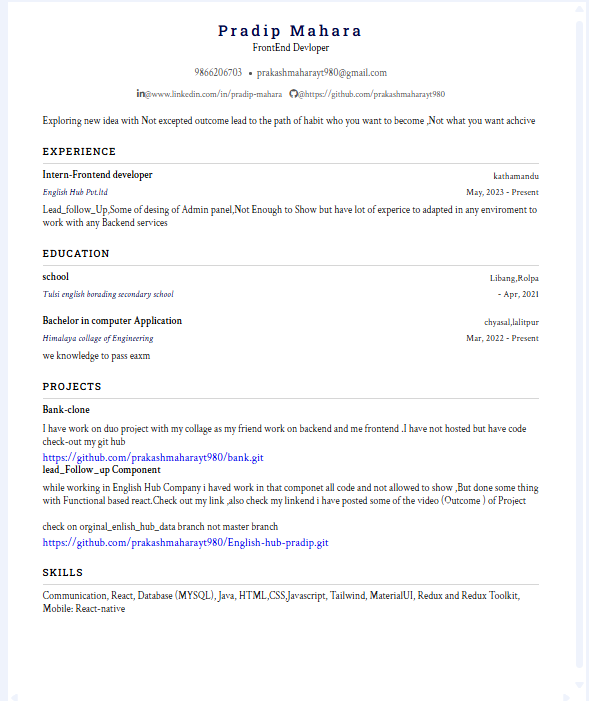 Pradip Mahara
FrontEnd Devloper
9866206703 • prakashmaharayt980@gmail.com
in@www.linkedin.com/in/pradip-mahara @https://github.com/prakashmaharayt980
Exploring new idea with Not excepted outcome lead to the path of habit who you want to become ,Not what you want achcive
EXPERIENCE
Intern-Frontend developer kathamandu
English Hub Pvt.ltd May, 2023 - Present
Lead_follow_Up,Some of desing of Admin panel,Not Enough to Show but have lot of experice to adapted in any enviroment to
work with any Backend services
EDUCATION
school Libang,Rolpa
Tulsi english borading secondary school - Apr, 2021
Bachelor in computer Application chyasal,lalitpur
Himalaya collage of Engineering Mar, 2022 - Present
we knowledge to pass eaxm
PROJECTS
Bank-clone
I have work on duo project with my collage as my friend work on backend and me frontend .I have not hosted but have code
check-out my git hub
https://github.com/prakashmaharayt980/bank.git
lead_Follow_up Component
while working in English Hub Company i haved work in that componet all code and not allowed to show ,But done some thing
with Functional based react.Check out my link ,also check my linkend i have posted some of the video (Outcome ) of Project
check on orginal_enlish_hub_data branch not master branch
https://github.com/prakashmaharayt980/English-hub-pradip.git
SKILLS
Communication, React, Database (MYSQL), Java, HTML,CSS,Javascript, Tailwind, MaterialUI, Redux and Redux Toolkit,
Mobile: React-native